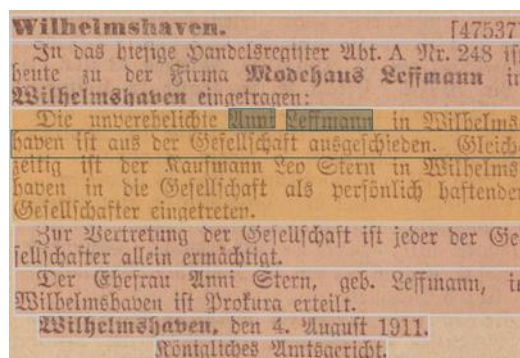 Wilhelmshaven. [47537]
In das hiesige Handelsregister Abt. A Nr. 248 ist
heute zu der Firma Modehaus Leffmann in
Wilhelmshaven eingetragen:
Die unverehelichte Anni Leffmann in Wilhelms-
haven ist aus der Gesellschaft ausgeschieden. Gleich-
zeitig ist der Kaufmann Leo Stern in Wilhelms-
haven in die Gesellschaft als persönlich haftender
Gesellschafter eingetreten.
Zur Vertretung der Gesellschaft ist jeder der Ge-
sellschafter allein ermächtigt.
Der Ehefrau Anni Stern, geb. Leffmann, in
Wilhelmshaven ist Prokura erteilt.
Wilhelmshaven, den 4. August 1911.
Königliches Amtsgericht.